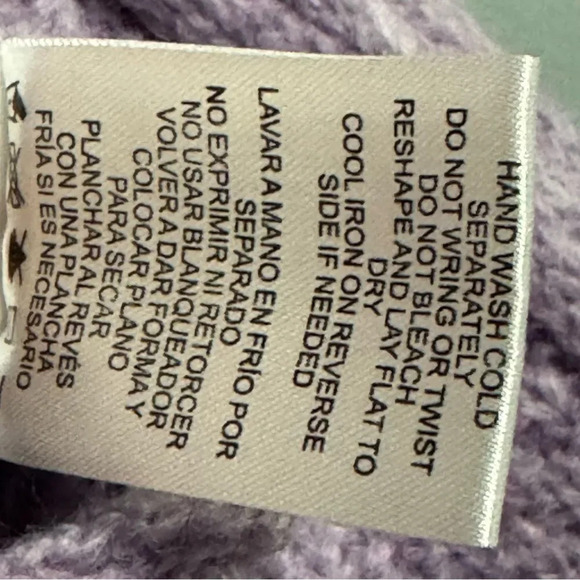 HAND WASH COLD
SEPARATELY
DO NOT WRING OR TWIST
DO NOT BLEACH
RESHAPE AND LAY FLAT TO
DRY
COOL IRON ON REVERSE
SIDE IF NEEDED
LAVAR A MANO EN FRÍO POR
SEPARADO
NO EXPRIMIR NI RETORCER
NO USAR BLANQUEADOR
VOLVER A DAR FORMA Y
COLOCAR PLANO
PARA SECAR
PLANCHAR AL REVÉS
CON UNA PLANCHA
FRÍA SI ES NECESARIO